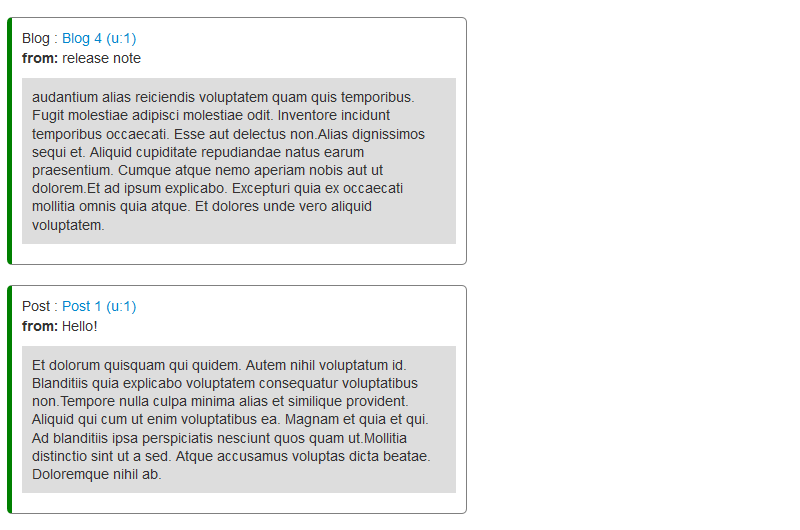 Blog : Blog 4 (u:1)
from: release note
audantium alias reiciendis voluptatem quam quis temporibus.
Fugit molestiae adipisci molestiae odit. Inventore incidunt
temporibus occaecati. Esse aut delectus non.Alias dignissimos
sequi et. Aliquid cupiditate repudiandae natus earum
praesentium. Cumque atque nemo aperiam nobis aut ut
dolorem.Et ad ipsum explicabo. Excepturi quia ex occaecati
mollitia omnis quia atque. Et dolores unde vero aliquid
voluptatem.
Post : Post 1 (u:1)
from: Hello!
Et dolorum quisquam qui quidem. Autem nihil voluptatum id.
Blanditiis quia explicabo voluptatem consequatur voluptatibus
non.Tempore nulla culpa minima alias et similique provident.
Aliquid qui cum ut enim voluptatibus ea. Magnam et quia et qui.
Ad blanditiis ipsa perspiciatis nesciunt quos quam ut.Mollitia
distinctio sint ut a sed. Atque accusamus voluptas dicta beatae.
Doloremque nihil ab.